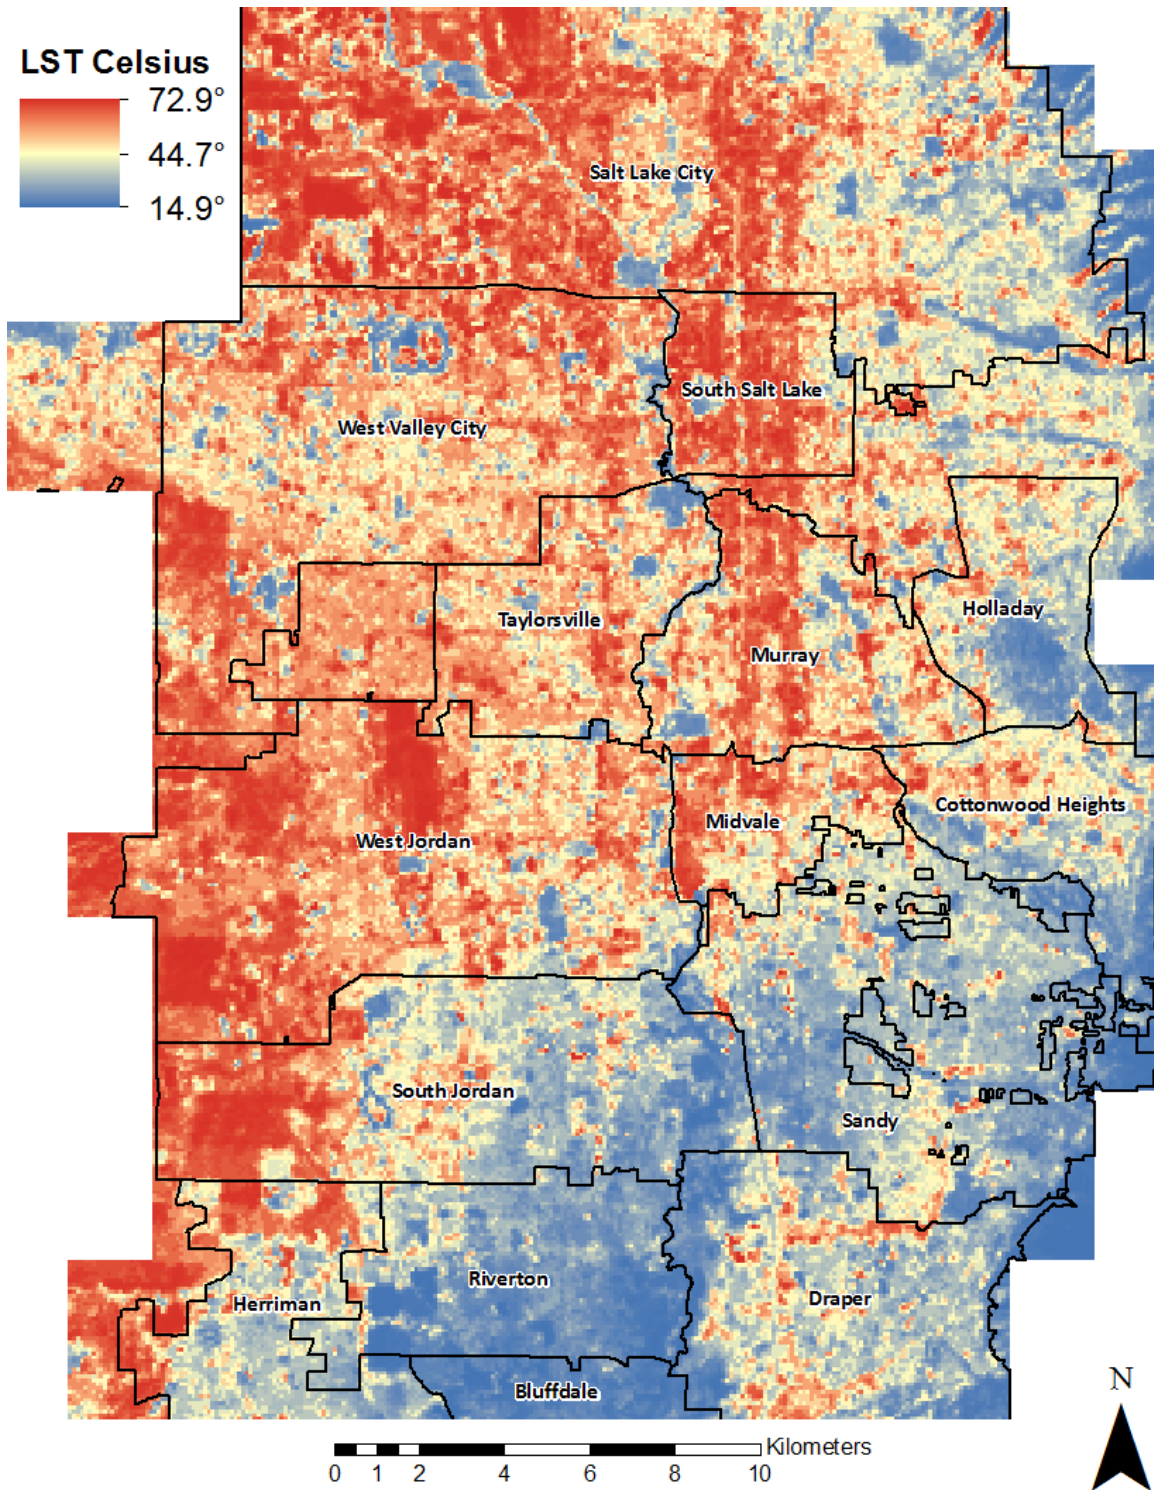 LST Celsius
72.9°
44.7°
14.9°
Salt Lake City
South Salt Lake
West Valley City
Taylorsville
Holladay
Murray
Cottonwood Heights
Midvale
West Jordan
South Jordan
Sandy
Riverton
Herriman
Draper
Bluffdale
N
Kilometers
0 1 2 4 6 8 10